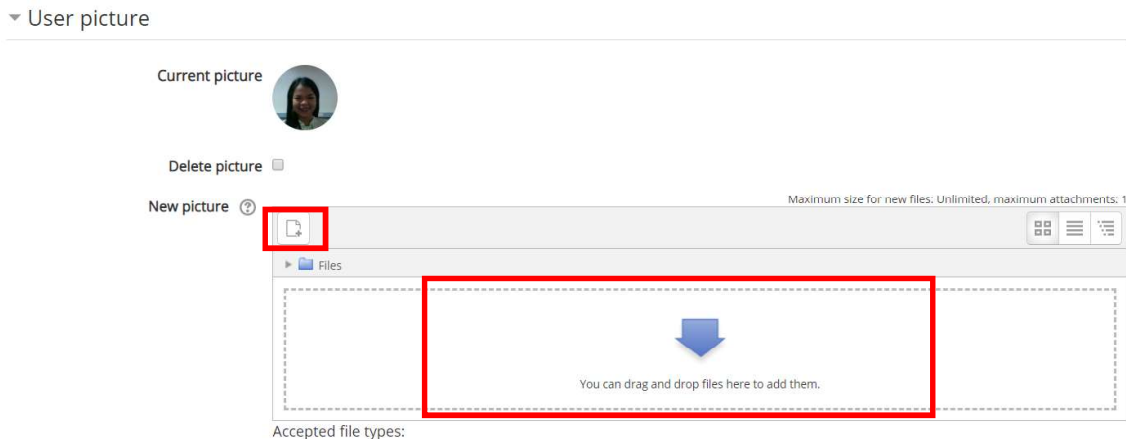 User picture
Current picture
Delete picture
New picture ?
Maximum size for new files: Unlimited, maximum attachments: 1
Files
You can drag and drop files here to add them.
Accepted file types: